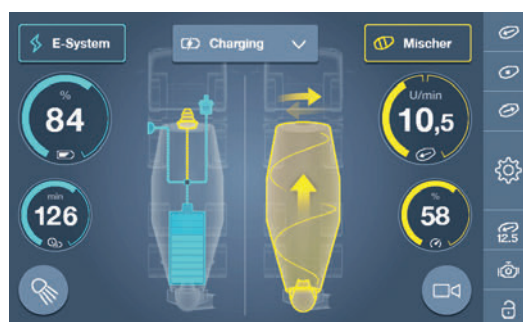 E-System
Charging
Mischer
%
84
U/min
10,5
min
126
%
58
12.5